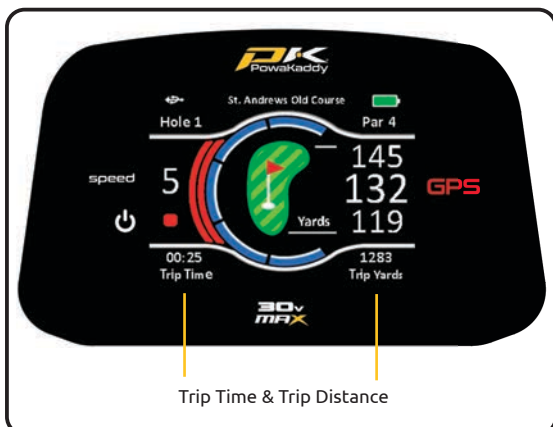 PK
PowaKaddy
St. Andrews Old Course
Hole 1
Par 4
145
speed
5
132
GPS
Yards
119
00:25
Trip Time
1283
Trip Yards
30v
MAX
Trip Time & Trip Distance